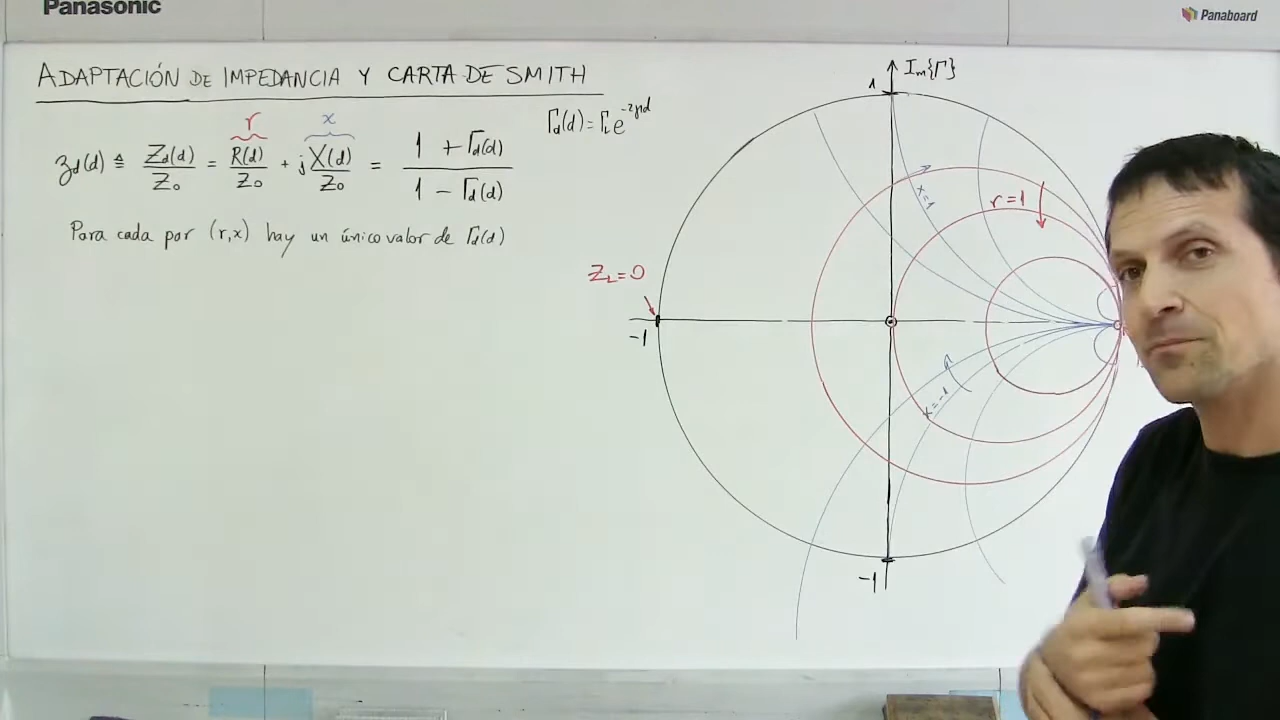 Panasonic
Panaboard
ADAPTACIÓN DE IMPEDANCIA Y CARTA DE SMITH
Γd(d) = ΓL e^-2γd
r x
zd(d) ≜ Zd(d)/Z0 = R(d)/Z0 + j X(d)/Z0 = 1 + Γd(d) / 1 - Γd(d)
Para cada par (r,x) hay un único valor de Γd(d)
Im{Γ}
1
x=1
r=1
ZL=0
-1
x=-1
-1